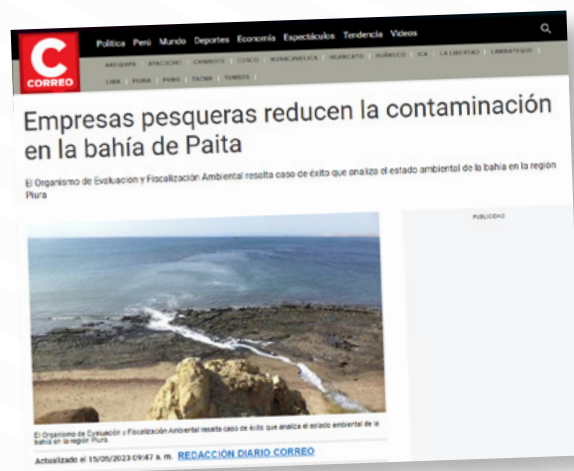 C
CORREO
Política Perú Mundo Deportes Economía Espectáculos Tendencia Videos
AREQUIPA | AYACUCHO | CHIMBOTE | CUSCO | HUANCAVELICA | HUANCAYO | HUÁNUCO | ICA | LA LIBERTAD | LAMBAYEQUE |
LIMA | PIURA | PUNO | TACNA | TUMBES |
Empresas pesqueras reducen la contaminación
en la bahía de Paita
El Organismo de Evaluación y Fiscalización Ambiental resalta caso de éxito que analiza el estado ambiental de la bahía en la región
Piura
PUBLICIDAD
El Organismo de Evaluación y Fiscalización Ambiental resalta caso de éxito que analiza el estado ambiental de la
bahía en la región Piura
Actualizado el 15/05/2023 09:47 a. m. REDACCIÓN DIARIO CORREO